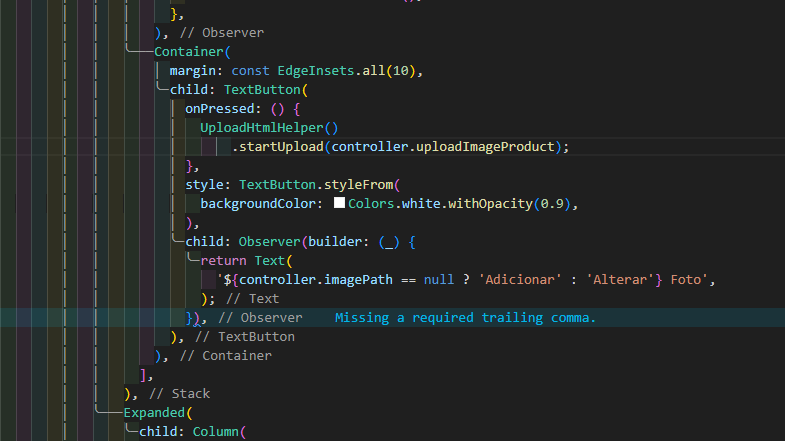 },
), // Observer
Container(
margin: const EdgeInsets.all(10),
child: TextButton(
onPressed: () {
UploadHtmlHelper()
.startUpload(controller.uploadImageProduct);
},
style: TextButton.styleFrom(
backgroundColor: Colors.white.withOpacity(0.9),
),
child: Observer(builder: (_) {
return Text(
'${controller.imagePath == null ? 'Adicionar' : 'Alterar'} Foto',
); // Text
}), // Observer Missing a required trailing comma.
), // TextButton
), // Container
],
), // Stack
Expanded(
child: Column(